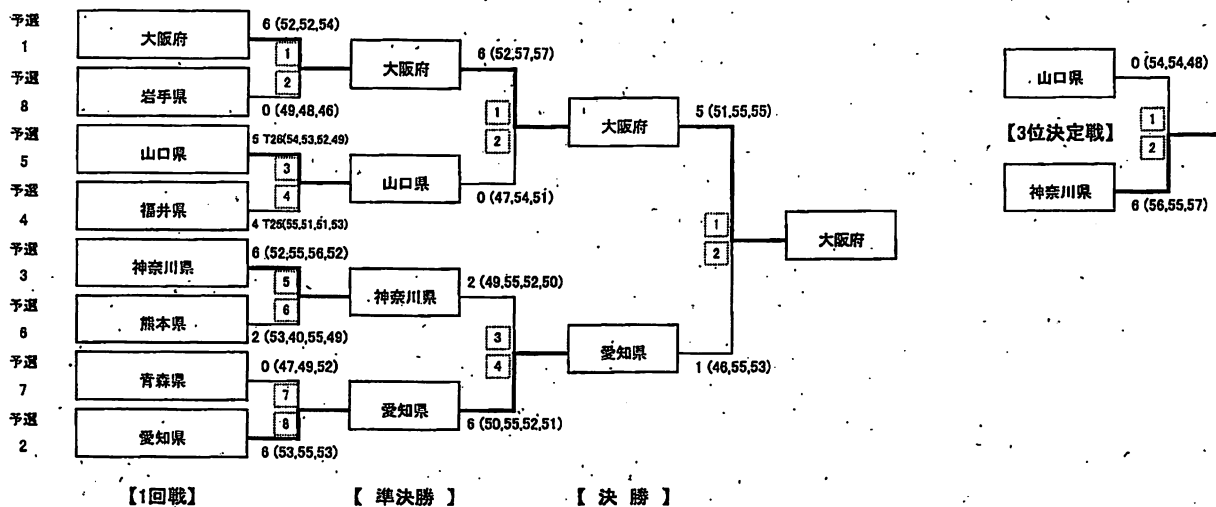 予選
1
大阪府
6 (52,52,54)
1
2
予選
8
岩手県
0 (49,48,46)
予選
5
山口県
5 T26(54,53,52,49)
3
4
予選
4
福井県
4 T25(55,51,51,53)
予選
3
神奈川県
6 (52,55,56,52)
5
6
予選
6
熊本県
2 (53,40,55,49)
予選
7
青森県
0 (47,49,52)
7
8
予選
2
愛知県
6 (53,55,53)
【1回戦】
大阪府
6 (52,57,57)
1
2
山口県
0 (47,54,51)
神奈川県
2 (49,55,52,50)
3
4
愛知県
6 (50,55,52,51)
【 準決勝 】
大阪府
5 (51,55,55)
1
2
愛知県
1 (46,55,53)
【 決 勝 】
大阪府
山口県
0 (54,54,48)
【3位決定戦】
1
2
神奈川県
6 (56,55,57)